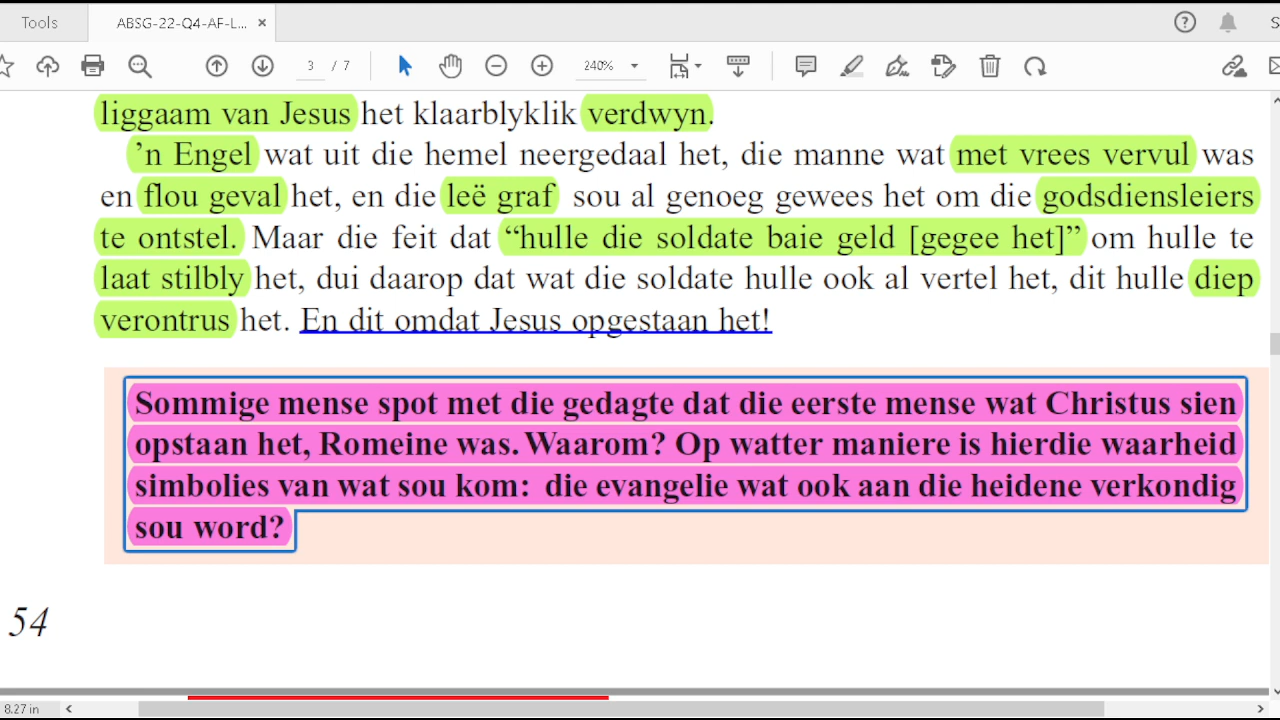 Tools
ABSG-22-Q4-AF-L... ×
S
3 / 7
240%
liggaam van Jesus het klaarblyklik verdwyn.
’n Engel wat uit die hemel neergedaal het, die manne wat met vrees vervul was
en flou geval het, en die leë graf sou al genoeg gewees het om die godsdiensleiers
te ontstel. Maar die feit dat “hulle die soldate baie geld [gegee het]” om hulle te
laat stilbly het, dui daarop dat wat die soldate hulle ook al vertel het, dit hulle diep
verontrus het. En dit omdat Jesus opgestaan het!
Sommige mense spot met die gedagte dat die eerste mense wat Christus sien
opstaan het, Romeine was. Waarom? Op watter maniere is hierdie waarheid
simbolies van wat sou kom: die evangelie wat ook aan die heidene verkondig
sou word?
54
8.27 in